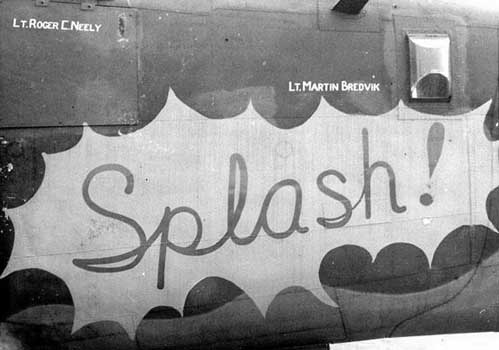 Lt. Roger C. Neely
Lt. Martin Bredvik
Splash!